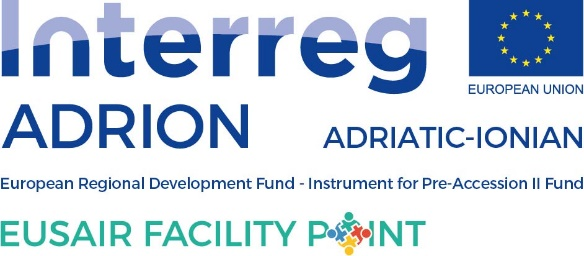 Interreg
EUROPEAN UNION
ADRION ADRIATIC-IONIAN
European Regional Development Fund - Instrument for Pre-Accession II Fund
EUSAIR FACILITY POINT